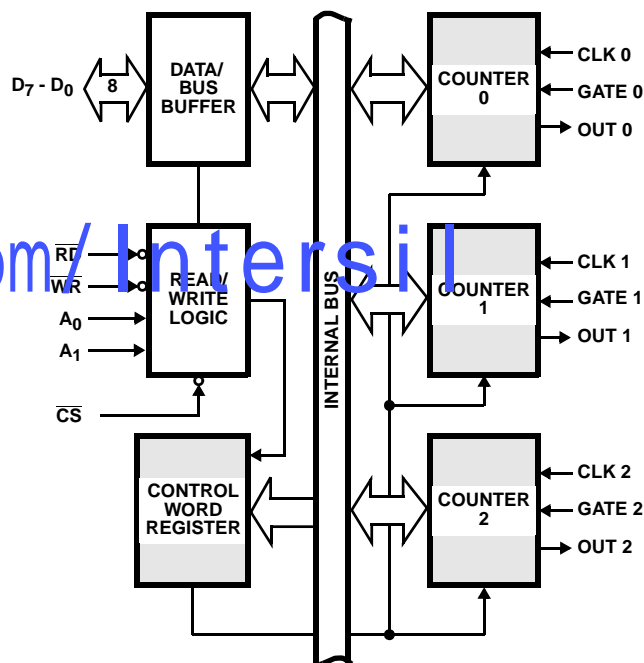 D7 - D0
8
DATA/
BUS
BUFFER
COUNTER
0
CLK 0
GATE 0
OUT 0
om/Intersil
RD
WR
A0
A1
CS
READ/
WRITE
LOGIC
INTERNAL BUS
COUNTER
1
CLK 1
GATE 1
OUT 1
CONTROL
WORD
REGISTER
COUNTER
2
CLK 2
GATE 2
OUT 2